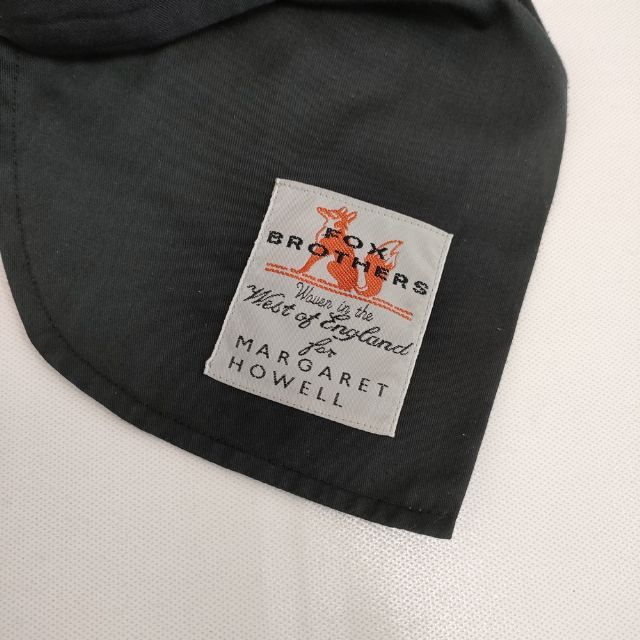 FOX
BROTHERS
Woven in the
West of England
for
MARGARET
HOWELL